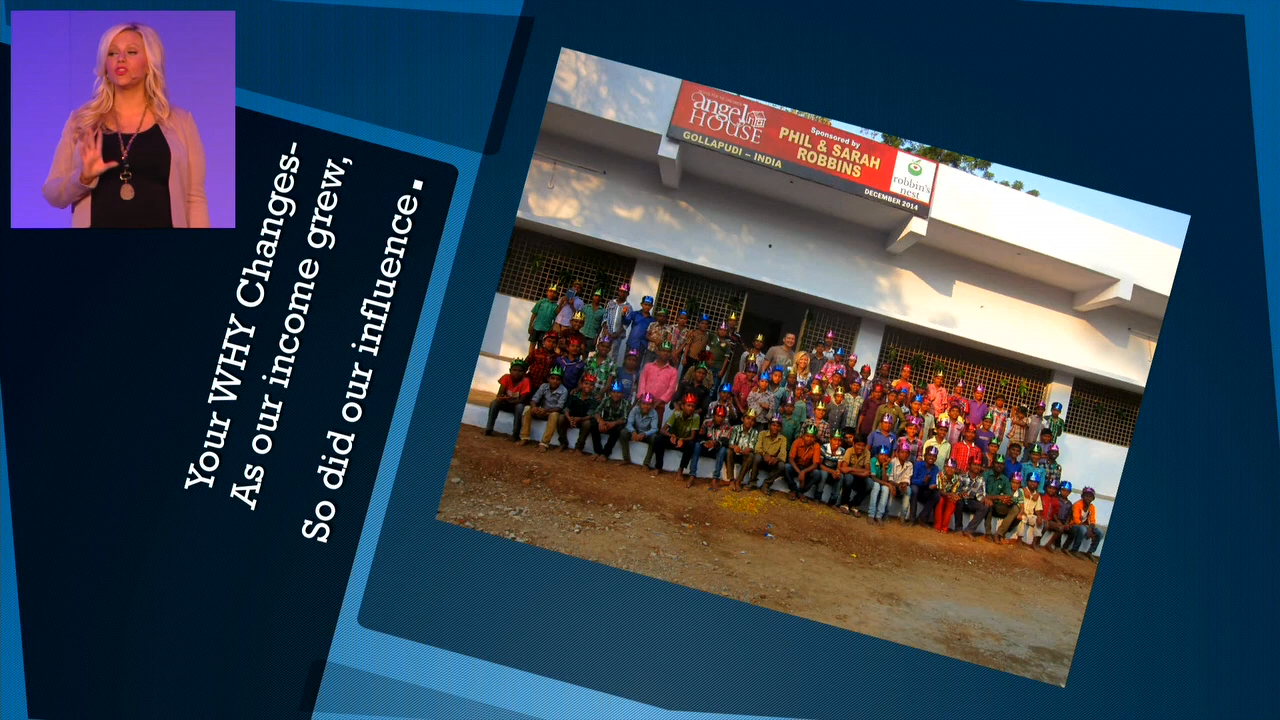 Your WHY Changes-
As our income grew,
So did our influence.
angel
HOUSE
GOLLAPUDI – INDIA
Sponsored by
PHIL & SARAH
ROBBINS
robbin's
nest
DECEMBER 2014